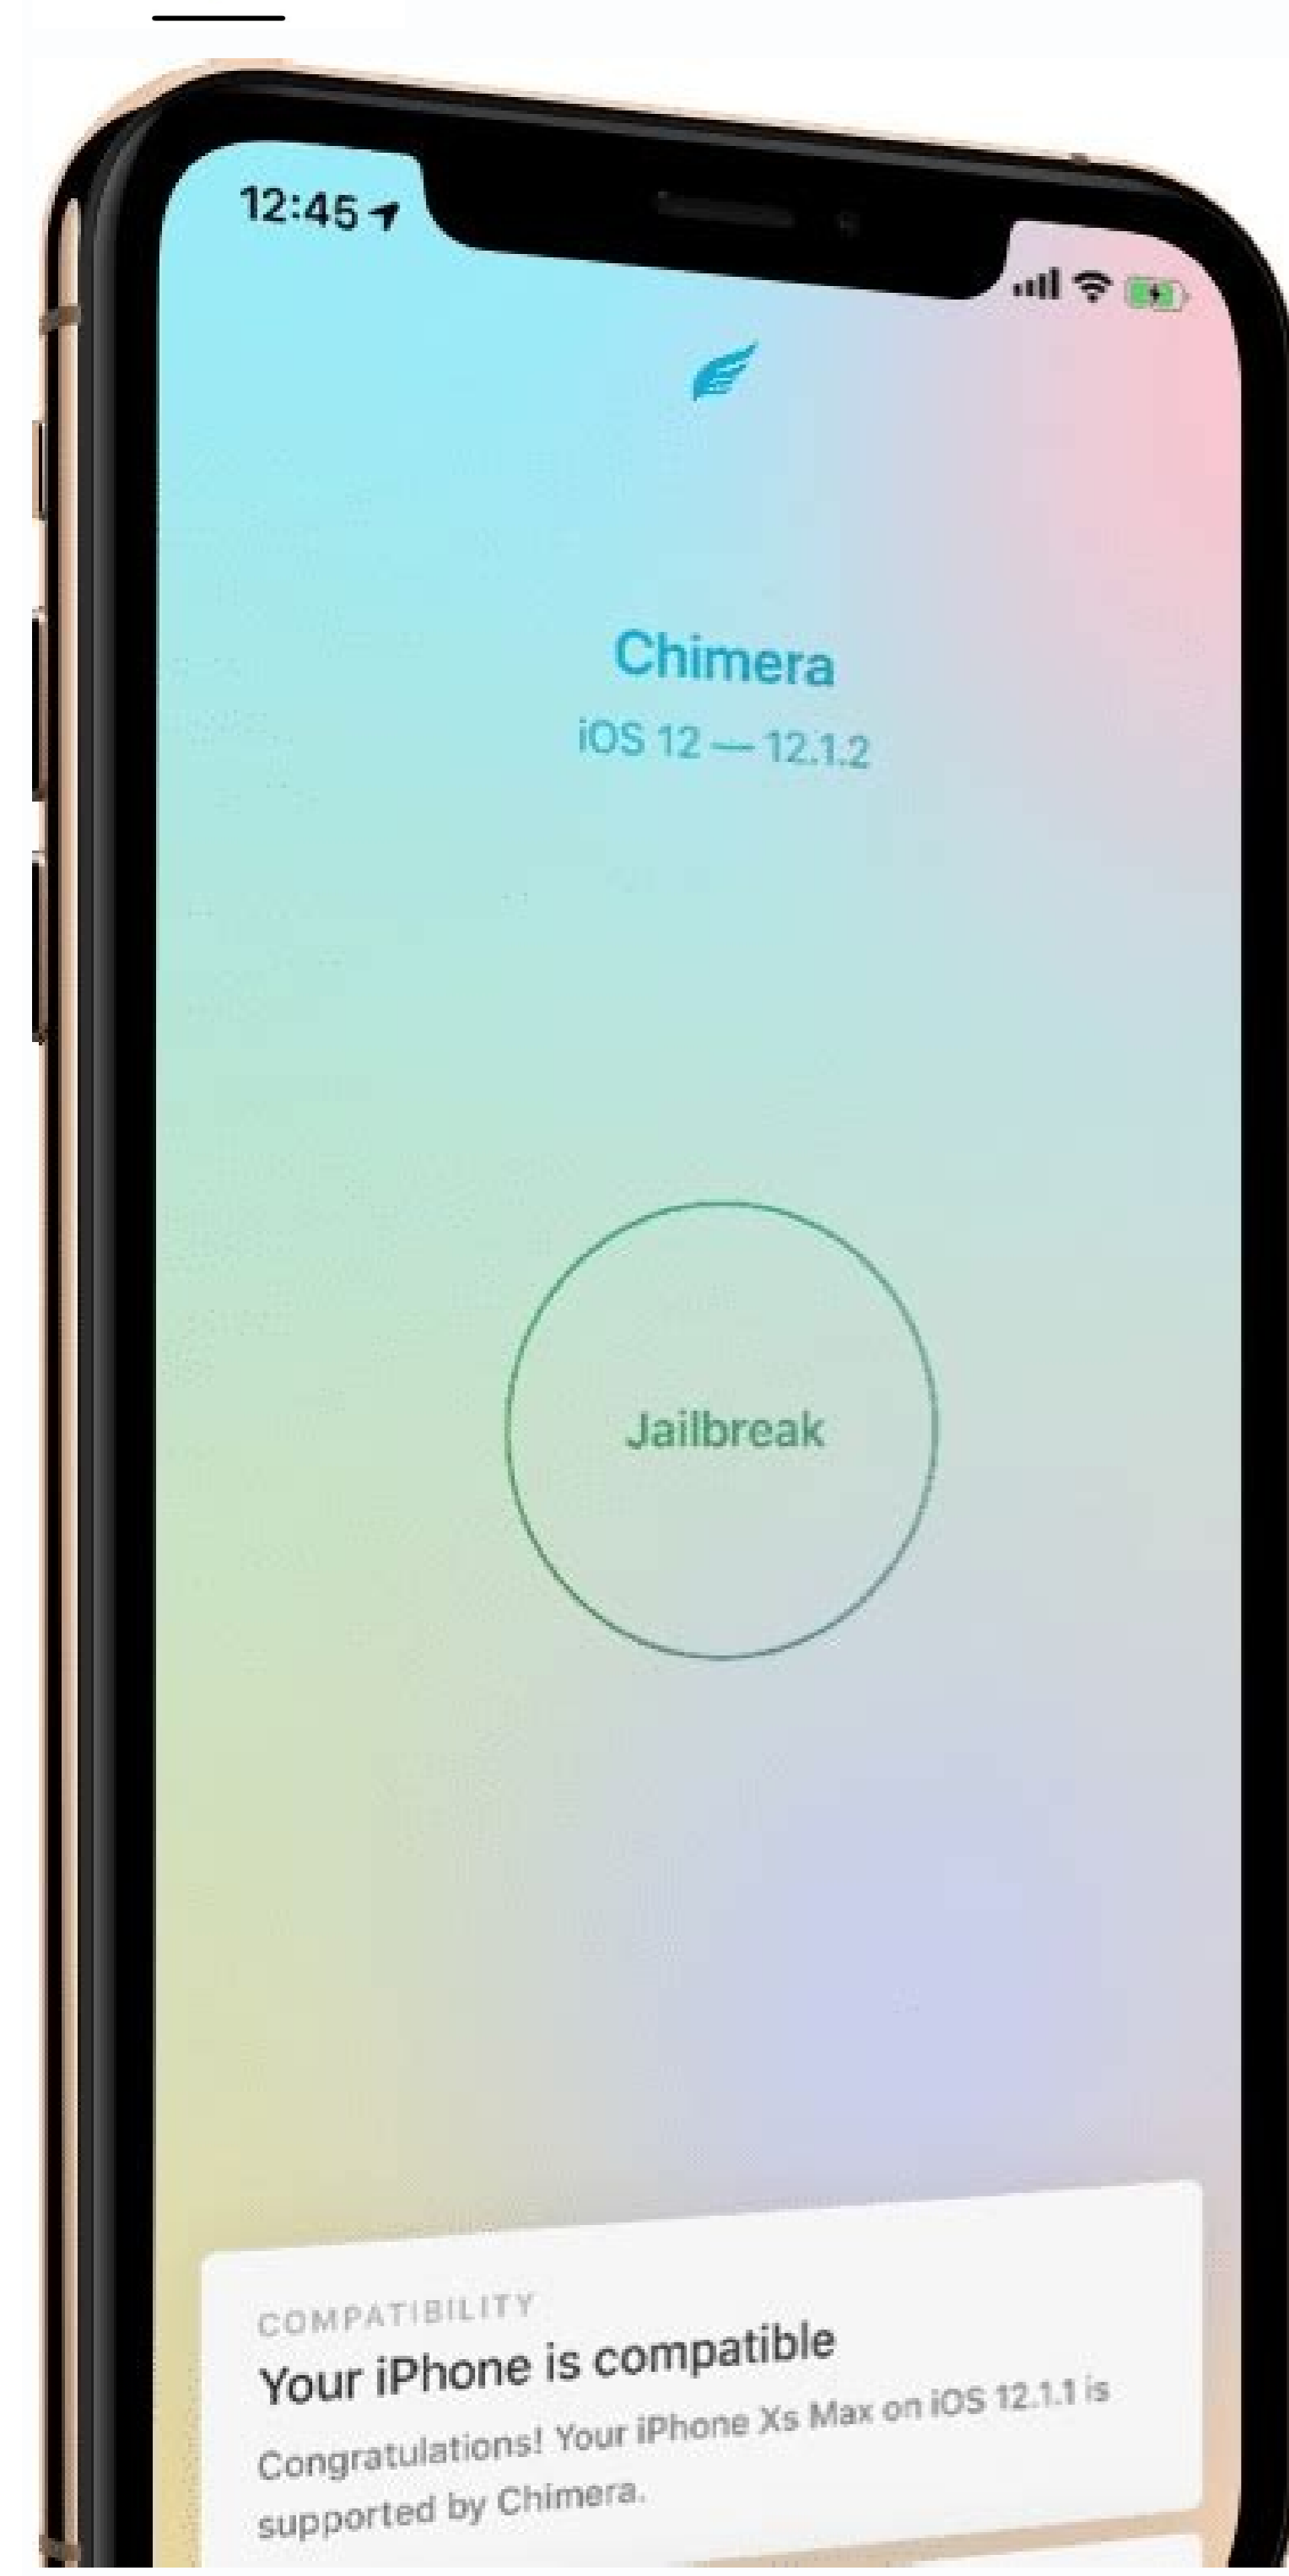 12:45
Chimera
iOS 12 — 12.1.2
Jailbreak
COMPATIBILITY
Your iPhone is compatible
Congratulations! Your iPhone Xs Max on iOS 12.1.1 is
supported by Chimera.